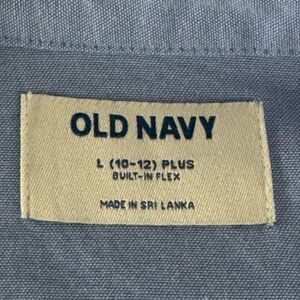 OLD NAVY
L (10-12) PLUS
BUILT-IN FLEX
MADE IN SRI LANKA